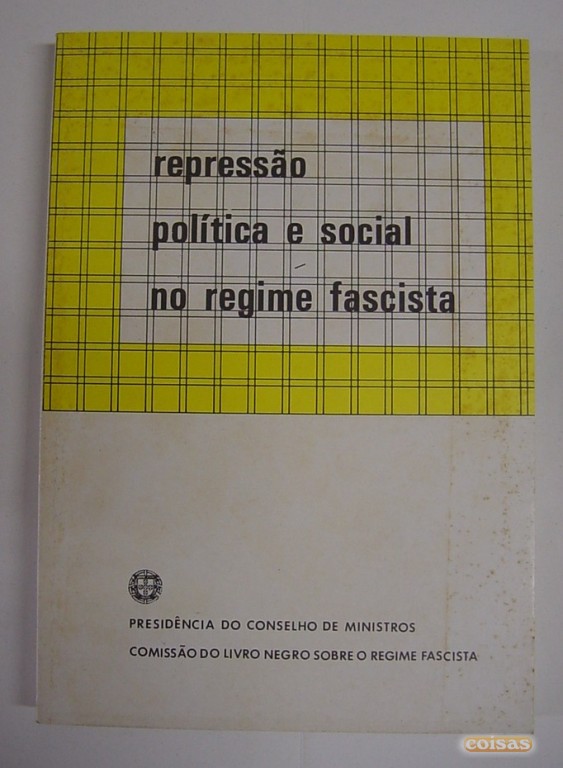 repressão
política e social
no regime fascista
PRESIDÊNCIA DO CONSELHO DE MINISTROS
COMISSÃO DO LIVRO NEGRO SOBRE O REGIME FASCISTA
coisas